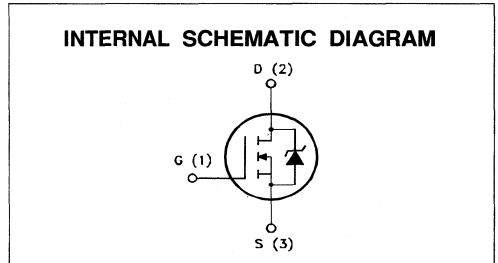 INTERNAL SCHEMATIC DIAGRAM
D (2)
G (1)
S (3)